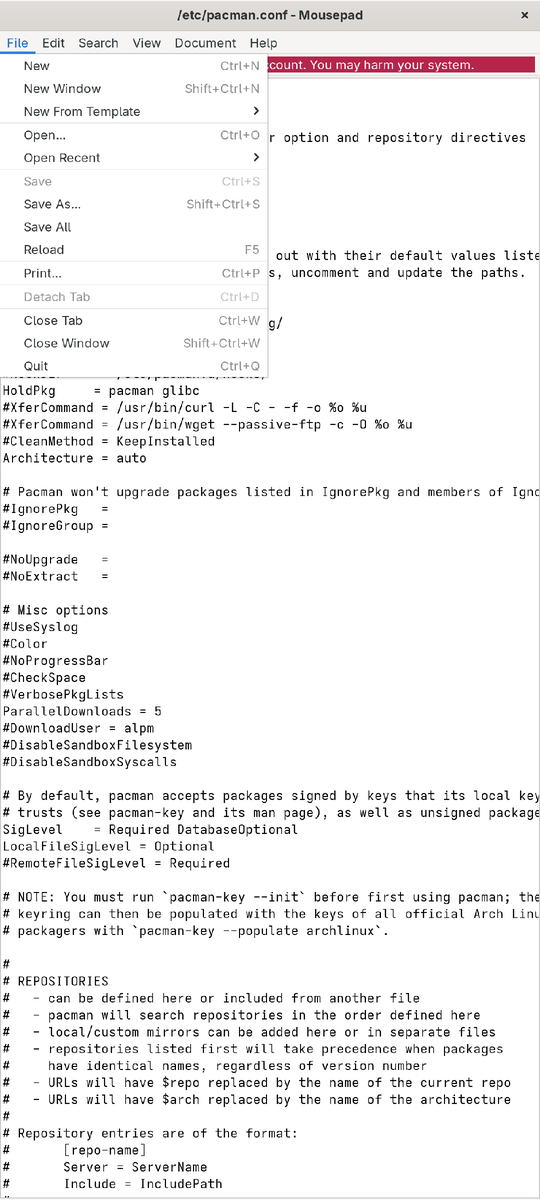 /etc/pacman.conf - Mousepad
File Edit Search View Document Help
count. You may harm your system.
New Ctrl+N
New Window Shift+Ctrl+N
New From Template
Open... Ctrl+O
r option and repository directives
Open Recent
Save Ctrl+S
Save As... Shift+Ctrl+S
Save All
Reload F5
out with their default values liste
Print... Ctrl+P
s, uncomment and update the paths.
Detach Tab Ctrl+D
Close Tab Ctrl+W
g/
Close Window Shift+Ctrl+W
Quit Ctrl+Q
HoldPkg     = pacman glibc
#XferCommand = /usr/bin/curl -L -C - -f -o %o %u
#XferCommand = /usr/bin/wget --passive-ftp -c -O %o %u
#CleanMethod = KeepInstalled
Architecture = auto
# Pacman won't upgrade packages listed in IgnorePkg and members of Igno
#IgnorePkg   =
#IgnoreGroup =
#NoUpgrade   =
#NoExtract   =
# Misc options
#UseSyslog
#Color
#NoProgressBar
#CheckSpace
#VerbosePkgLists
ParallelDownloads = 5
#DownloadUser = alpm
#DisableSandboxFilesystem
#DisableSandboxSyscalls
# By default, pacman accepts packages signed by keys that its local key
# trusts (see pacman-key and its man page), as well as unsigned package
SigLevel    = Required DatabaseOptional
LocalFileSigLevel = Optional
#RemoteFileSigLevel = Required
# NOTE: You must run `pacman-key --init` before first using pacman; the
# keyring can then be populated with the keys of all official Arch Linu
# packagers with `pacman-key --populate archlinux`.
#
# REPOSITORIES
#   - can be defined here or included from another file
#   - pacman will search repositories in the order defined here
#   - local/custom mirrors can be added here or in separate files
#   - repositories listed first will take precedence when packages
#     have identical names, regardless of version number
#   - URLs will have $repo replaced by the name of the current repo
#   - URLs will have $arch replaced by the name of the architecture
#
# Repository entries are of the format:
#       [repo-name]
#       Server = ServerName
#       Include = IncludePath